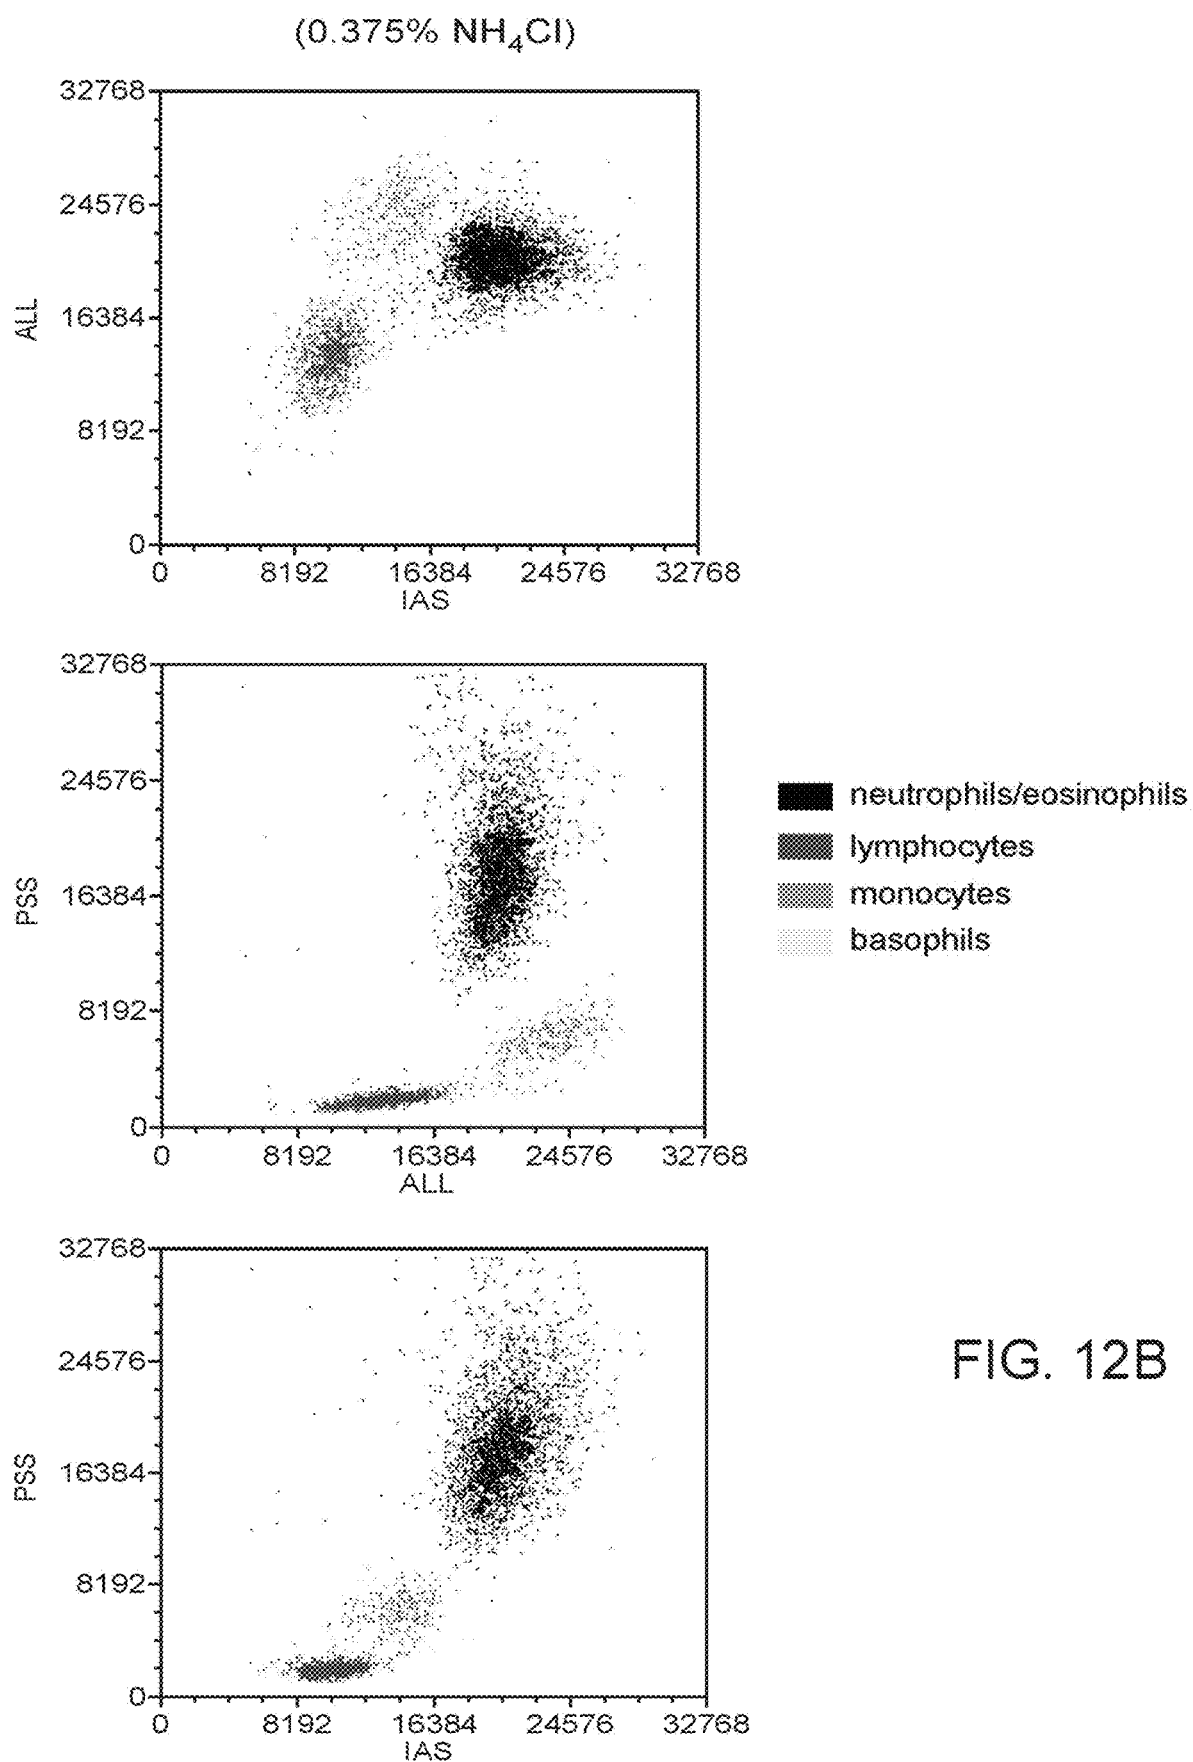 (0.375% NH₄Cl)
32768
24576
16384
8192
0
ALL
0 8192 16384 24576 32768
IAS
32768
24576
16384
8192
0
PSS
0 8192 16384 24576 32768
ALL
neutrophils/eosinophils
lymphocytes
monocytes
basophils
32768
24576
16384
8192
0
PSS
0 8192 16384 24576 32768
IAS
FIG. 12B